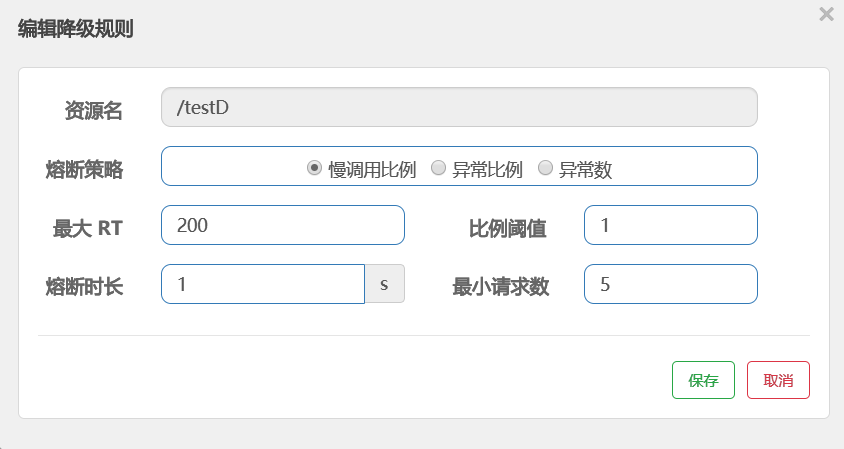 编辑降级规则
×
资源名 /testD
熔断策略 慢调用比例 异常比例 异常数
最大 RT 200 比例阈值 1
熔断时长 1 s 最小请求数 5
保存 取消